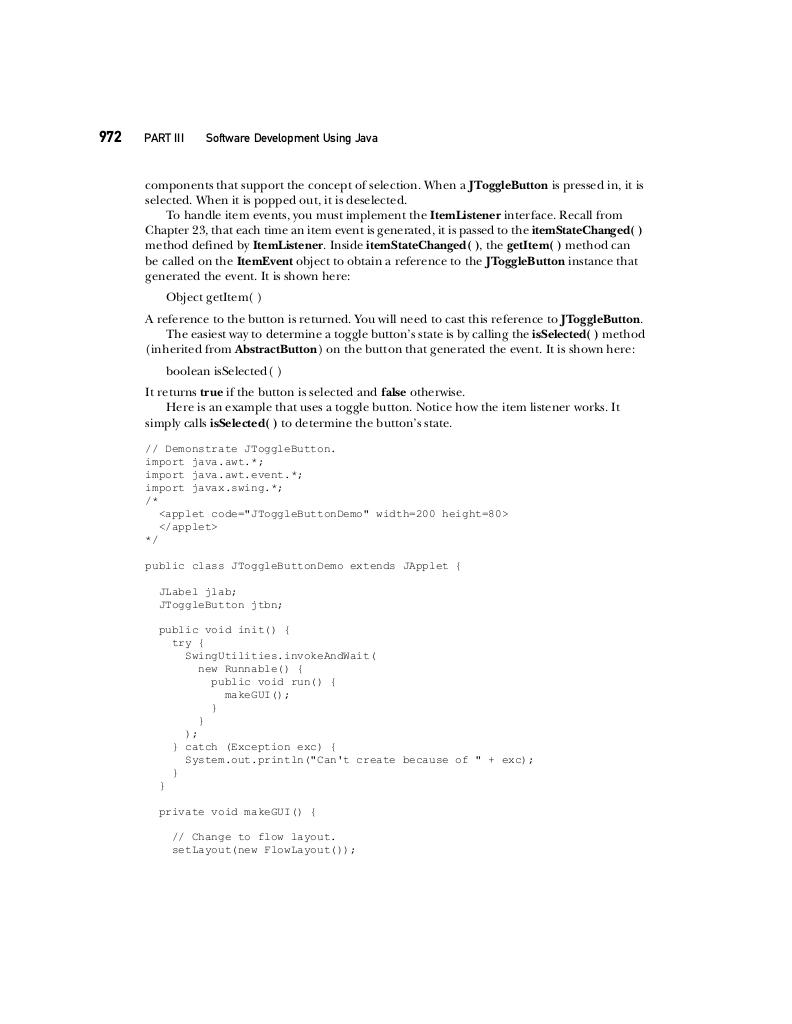 972 PART III Software Development Using Java
components that support the concept of selection. When a JToggleButton is pressed in, it is
selected. When it is popped out, it is deselected.
To handle item events, you must implement the ItemListener interface. Recall from
Chapter 23, that each time an item event is generated, it is passed to the itemStateChanged( )
method defined by ItemListener. Inside itemStateChanged( ), the getItem( ) method can
be called on the ItemEvent object to obtain a reference to the JToggleButton instance that
generated the event. It is shown here:
Object getItem( )
A reference to the button is returned. You will need to cast this reference to JToggleButton.
The easiest way to determine a toggle button's state is by calling the isSelected( ) method
(inherited from AbstractButton) on the button that generated the event. It is shown here:
boolean isSelected( )
It returns true if the button is selected and false otherwise.
Here is an example that uses a toggle button. Notice how the item listener works. It
simply calls isSelected( ) to determine the button's state.
// Demonstrate JToggleButton.
import java.awt.*;
import java.awt.event.*;
import javax.swing.*;
/*
  <applet code="JToggleButtonDemo" width=200 height=80>
  </applet>
*/
public class JToggleButtonDemo extends JApplet {
  JLabel jlab;
  JToggleButton jtbn;
  public void init() {
    try {
      SwingUtilities.invokeAndWait(
        new Runnable() {
          public void run() {
            makeGUI();
          }
        }
      );
    } catch (Exception exc) {
      System.out.println("Can't create because of " + exc);
    }
  }
  private void makeGUI() {
    // Change to flow layout.
    setLayout(new FlowLayout());